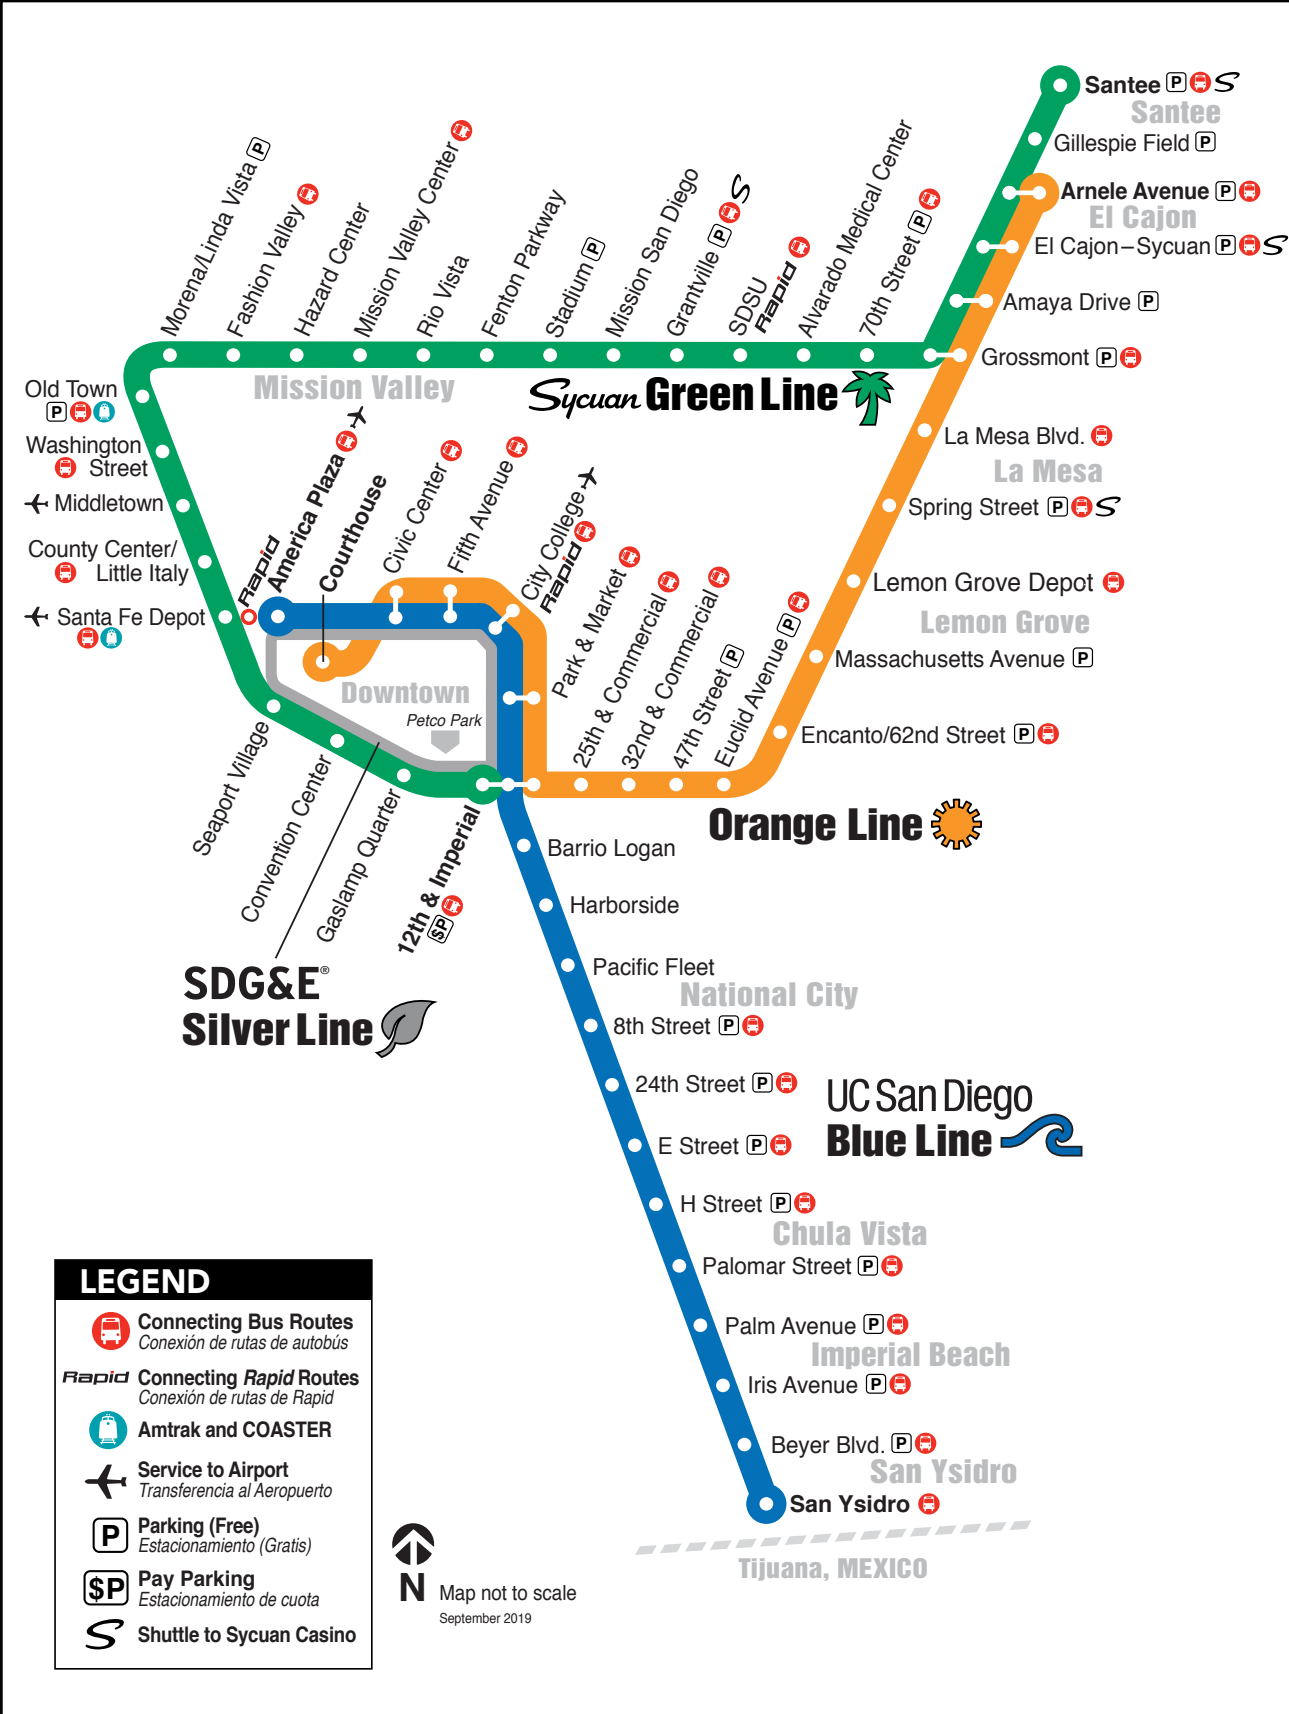 Santee P S
Santee
Gillespie Field P
Arnele Avenue P
El Cajon
El Cajon–Sycuan P S
Amaya Drive P
Grossmont P
La Mesa Blvd.
La Mesa
Spring Street P S
Lemon Grove Depot
Lemon Grove
Massachusetts Avenue P
Encanto/62nd Street P
Morena/Linda Vista P
Fashion Valley
Hazard Center
Mission Valley Center
Rio Vista
Fenton Parkway
Stadium P
Mission San Diego
Grantville P S
SDSU
Rapid
Alvarado Medical Center
70th Street P
Mission Valley
Sycuan Green Line
Old Town
P
Washington
Street
Middletown
County Center/
Little Italy
Santa Fe Depot
Rapid
America Plaza
Courthouse
Civic Center
Fifth Avenue
City College
Rapid
Park & Market
25th & Commercial
32nd & Commercial
47th Street P
Euclid Avenue P
Downtown
Petco Park
Seaport Village
Convention Center
Gaslamp Quarter
12th & Imperial
$P
Orange Line
SDG&E®
Silver Line
Barrio Logan
Harborside
Pacific Fleet
National City
8th Street P
24th Street P
UC San Diego
Blue Line
E Street P
H Street P
Chula Vista
Palomar Street P
Palm Avenue P
Imperial Beach
Iris Avenue P
Beyer Blvd. P
San Ysidro
San Ysidro
Tijuana, MEXICO
LEGEND
Connecting Bus Routes
Conexión de rutas de autobús
Rapid Connecting Rapid Routes
Conexión de rutas de Rapid
Amtrak and COASTER
Service to Airport
Transferencia al Aeropuerto
P Parking (Free)
Estacionamiento (Gratis)
$P Pay Parking
Estacionamiento de cuota
S Shuttle to Sycuan Casino
N Map not to scale
September 2019